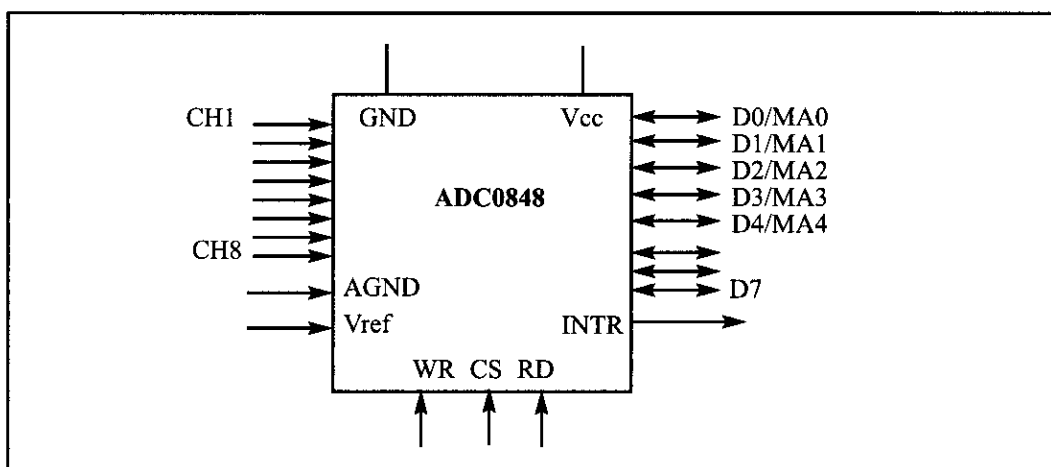 GND
Vcc
CH1
CH8
AGND
Vref
ADC0848
D0/MA0
D1/MA1
D2/MA2
D3/MA3
D4/MA4
D7
INTR
WR CS RD